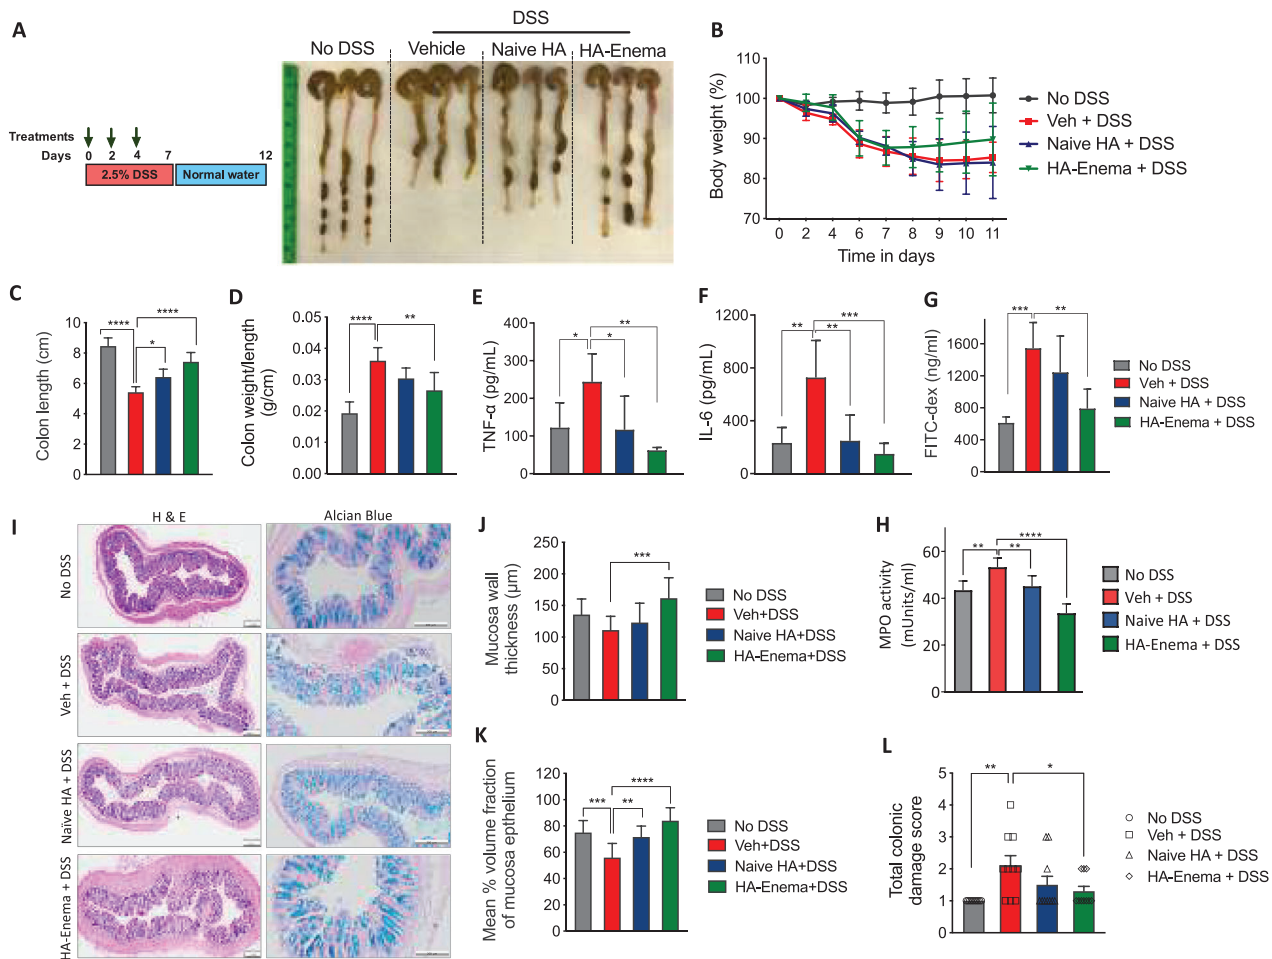 A
DSS
No DSS
Vehicle
Naive HA
HA-Enema
Treatments
Days
0
2
4
7
12
2.5% DSS
Normal water
B
Body weight (%)
110
100
90
80
70
0 2 4 6 7 8 9 10 11
Time in days
No DSS
Veh + DSS
Naive HA + DSS
HA-Enema + DSS
C
Colon length (cm)
10
8
6
4
2
0
****
****
*
D
Colon weight/length
(g/cm)
0.05
0.04
0.03
0.02
0.01
0.00
****
**
E
TNF-α (pg/mL)
400
300
200
100
0
*
*
**
F
IL-6 (pg/mL)
1200
800
400
0
**
**
***
G
FITC-dex (ng/ml)
1600
1200
800
400
0
***
**
No DSS
Veh + DSS
Naive HA + DSS
HA-Enema + DSS
I
H & E
Alcian Blue
No DSS
Veh + DSS
Naïve HA + DSS
HA-Enema + DSS
J
Mucosa wall
thickness (μm)
250
200
150
100
50
0
***
No DSS
Veh+DSS
Naive HA+DSS
HA-Enema+DSS
H
MPO activity
(mUnits/ml)
60
40
20
0
**
**
****
No DSS
Veh + DSS
Naive HA + DSS
HA-Enema + DSS
K
Mean % volume fraction
of mucosa epthelium
120
100
80
60
40
20
0
***
**
****
No DSS
Veh+DSS
Naive HA+DSS
HA-Enema+DSS
L
Total colonic
damage score
5
4
3
2
1
0
**
*
No DSS
Veh + DSS
Naive HA + DSS
HA-Enema + DSS